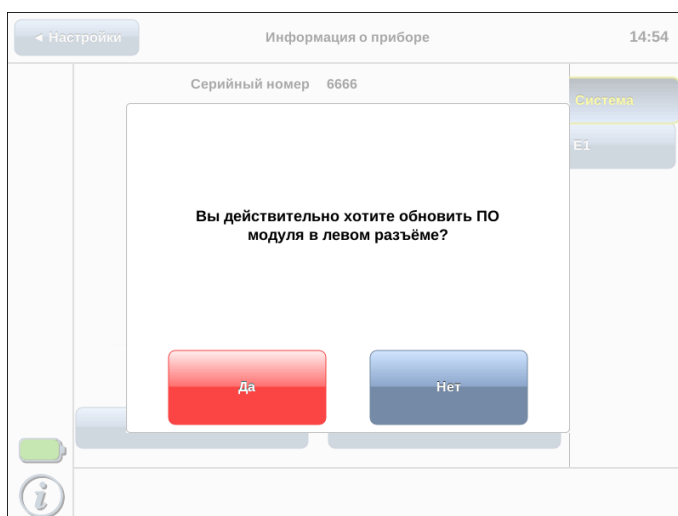 ◄ Настройки
Информация о приборе
14:54
Серийный номер 6666
Система
E1
Вы действительно хотите обновить ПО
модуля в левом разъёме?
Да
Нет
i